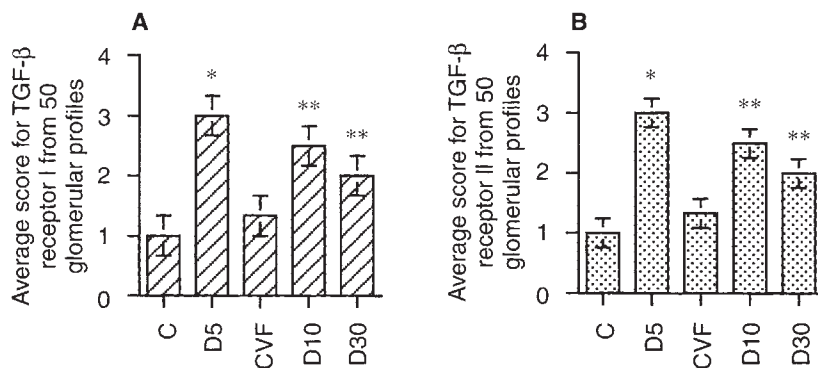 A
Average score for TGF-β
receptor I from 50
glomerular profiles
4
3
2
1
0
*
**
**
C
D5
CVF
D10
D30
B
Average score for TGF-β
receptor II from 50
glomerular profiles
4
3
2
1
0
*
**
**
C
D5
CVF
D10
D30